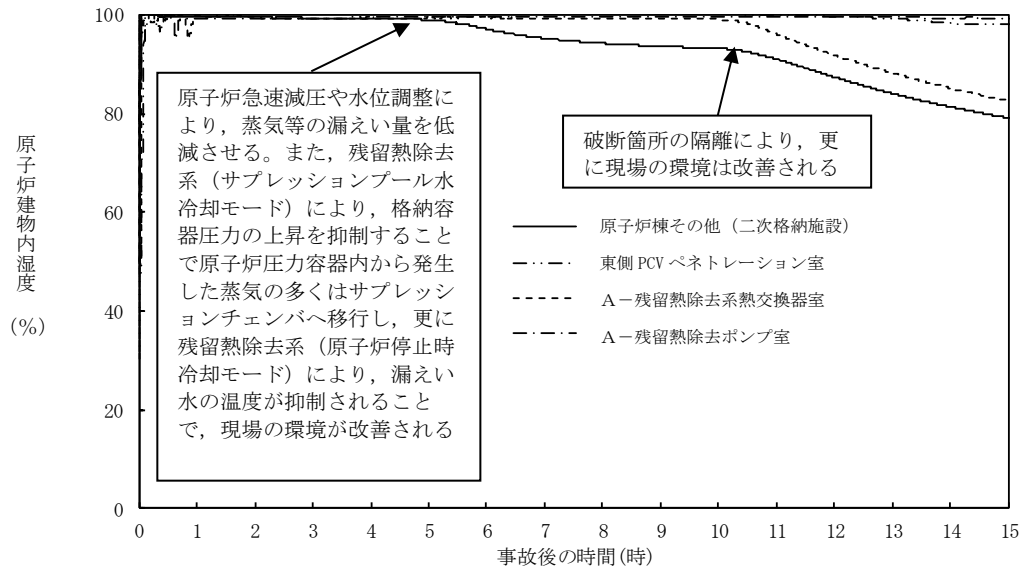 100
80
60
40
20
0
原子炉建物内湿度
(%)
原子炉急速減圧や水位調整に
より，蒸気等の漏えい量を低
減させる。また，残留熱除去
系（サプレッションプール水
冷却モード）により，格納容
器圧力の上昇を抑制すること
で原子炉圧力容器内から発生
した蒸気の多くはサプレッシ
ョンチェンバへ移行し，更に
残留熱除去系（原子炉停止時
冷却モード）により，漏えい
水の温度が抑制されること
で，現場の環境が改善される
破断箇所の隔離により，更
に現場の環境は改善される
原子炉棟その他（二次格納施設）
東側 PCV ペネトレーション室
Ａ－残留熱除去系熱交換器室
Ａ－残留熱除去ポンプ室
0 1 2 3 4 5 6 7 8 9 10 11 12 13 14 15
事故後の時間(時)